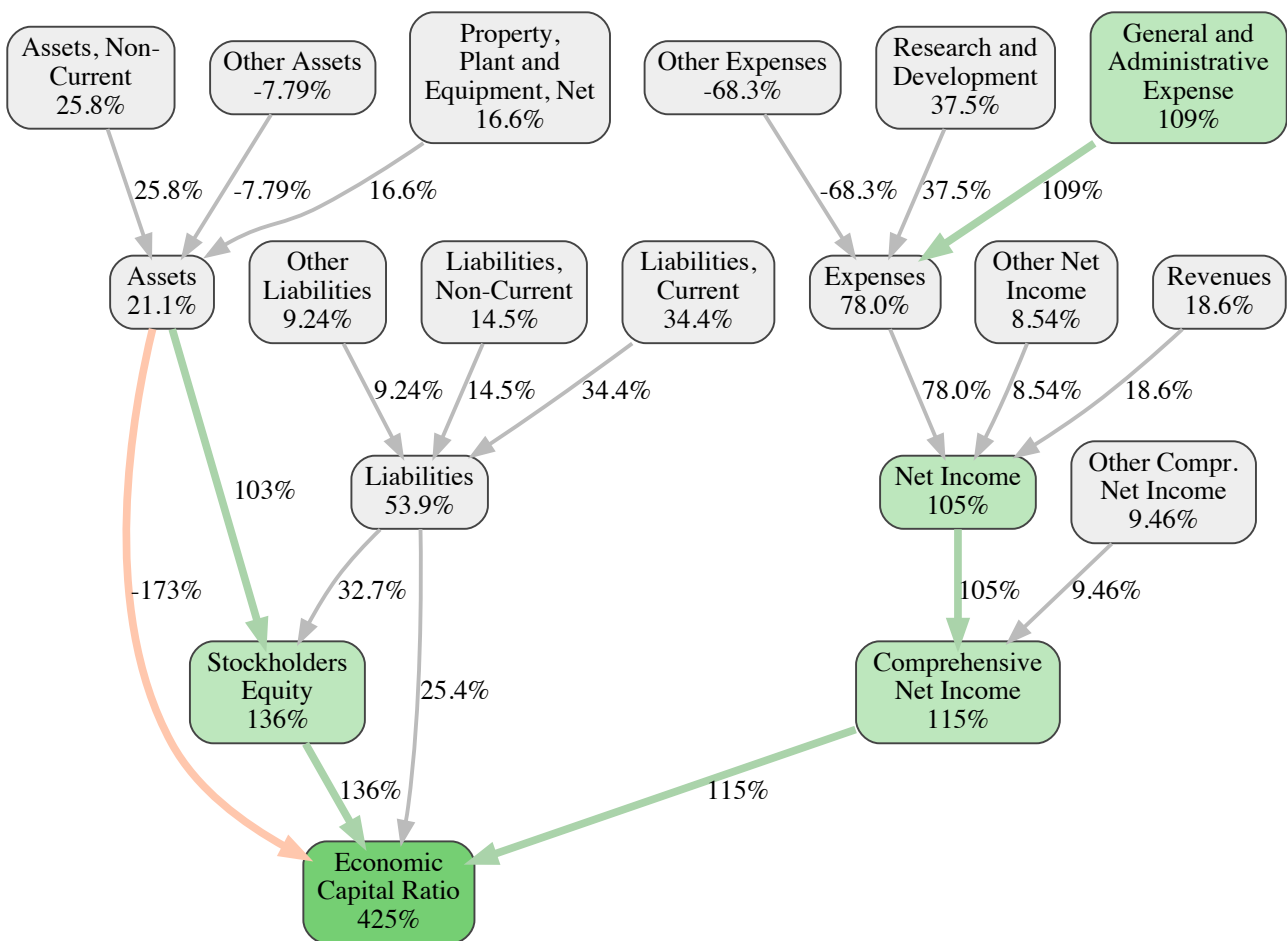 Assets, Non-
Current
25.8%
Other Assets
-7.79%
Property,
Plant and
Equipment, Net
16.6%
Other Expenses
-68.3%
Research and
Development
37.5%
General and
Administrative
Expense
109%
25.8%
-7.79%
16.6%
-68.3%
37.5%
109%
Assets
21.1%
Other
Liabilities
9.24%
Liabilities,
Non-Current
14.5%
Liabilities,
Current
34.4%
Expenses
78.0%
Other Net
Income
8.54%
Revenues
18.6%
9.24%
14.5%
34.4%
78.0%
8.54%
18.6%
103%
Liabilities
53.9%
Net Income
105%
Other Compr.
Net Income
9.46%
-173%
32.7%
105%
9.46%
Stockholders
Equity
136%
25.4%
Comprehensive
Net Income
115%
136%
115%
Economic
Capital Ratio
425%